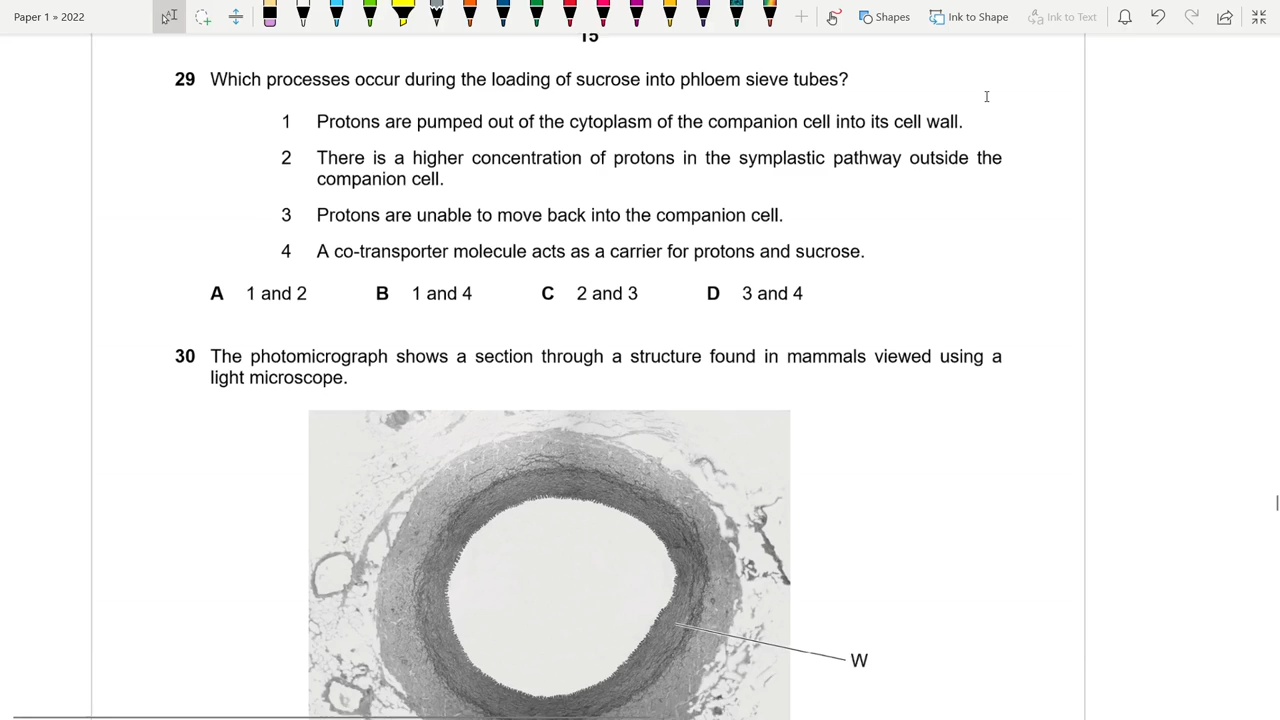 Paper 1 » 2022
Shapes
Ink to Shape
Ink to Text
15
29 Which processes occur during the loading of sucrose into phloem sieve tubes?
1 Protons are pumped out of the cytoplasm of the companion cell into its cell wall.
2 There is a higher concentration of protons in the symplastic pathway outside the
companion cell.
3 Protons are unable to move back into the companion cell.
4 A co-transporter molecule acts as a carrier for protons and sucrose.
A 1 and 2 B 1 and 4 C 2 and 3 D 3 and 4
30 The photomicrograph shows a section through a structure found in mammals viewed using a
light microscope.
W